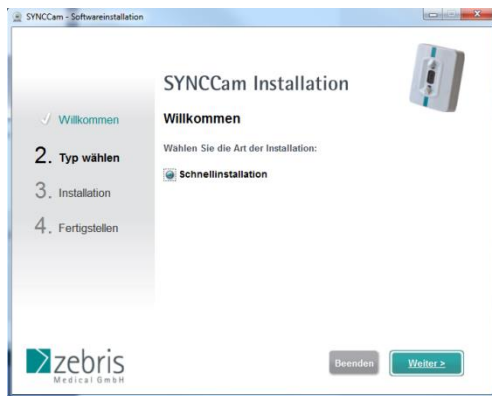 SYNCCam - Softwareinstallation
SYNCCam Installation
Willkommen
2. Typ wählen
3. Installation
4. Fertigstellen
Willkommen
Wählen Sie die Art der Installation:
Schnellinstallation
zebris
Medical GmbH
Beenden
Weiter >